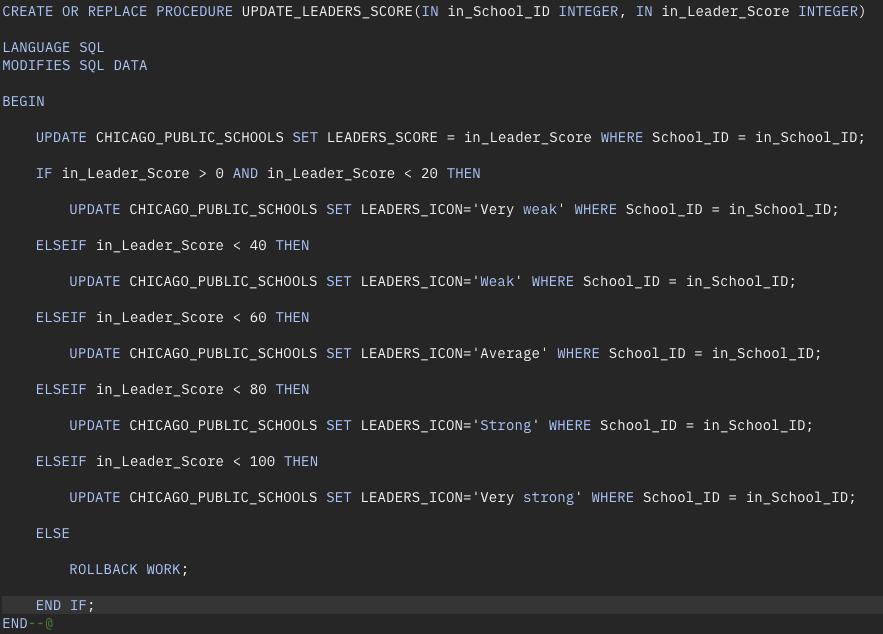 CREATE OR REPLACE PROCEDURE UPDATE_LEADERS_SCORE(IN in_School_ID INTEGER, IN in_Leader_Score INTEGER)
LANGUAGE SQL
MODIFIES SQL DATA
BEGIN
UPDATE CHICAGO_PUBLIC_SCHOOLS SET LEADERS_SCORE = in_Leader_Score WHERE School_ID = in_School_ID;
IF in_Leader_Score > 0 AND in_Leader_Score < 20 THEN
UPDATE CHICAGO_PUBLIC_SCHOOLS SET LEADERS_ICON='Very weak' WHERE School_ID = in_School_ID;
ELSEIF in_Leader_Score < 40 THEN
UPDATE CHICAGO_PUBLIC_SCHOOLS SET LEADERS_ICON='Weak' WHERE School_ID = in_School_ID;
ELSEIF in_Leader_Score < 60 THEN
UPDATE CHICAGO_PUBLIC_SCHOOLS SET LEADERS_ICON='Average' WHERE School_ID = in_School_ID;
ELSEIF in_Leader_Score < 80 THEN
UPDATE CHICAGO_PUBLIC_SCHOOLS SET LEADERS_ICON='Strong' WHERE School_ID = in_School_ID;
ELSEIF in_Leader_Score < 100 THEN
UPDATE CHICAGO_PUBLIC_SCHOOLS SET LEADERS_ICON='Very strong' WHERE School_ID = in_School_ID;
ELSE
ROLLBACK WORK;
END IF;
END--@